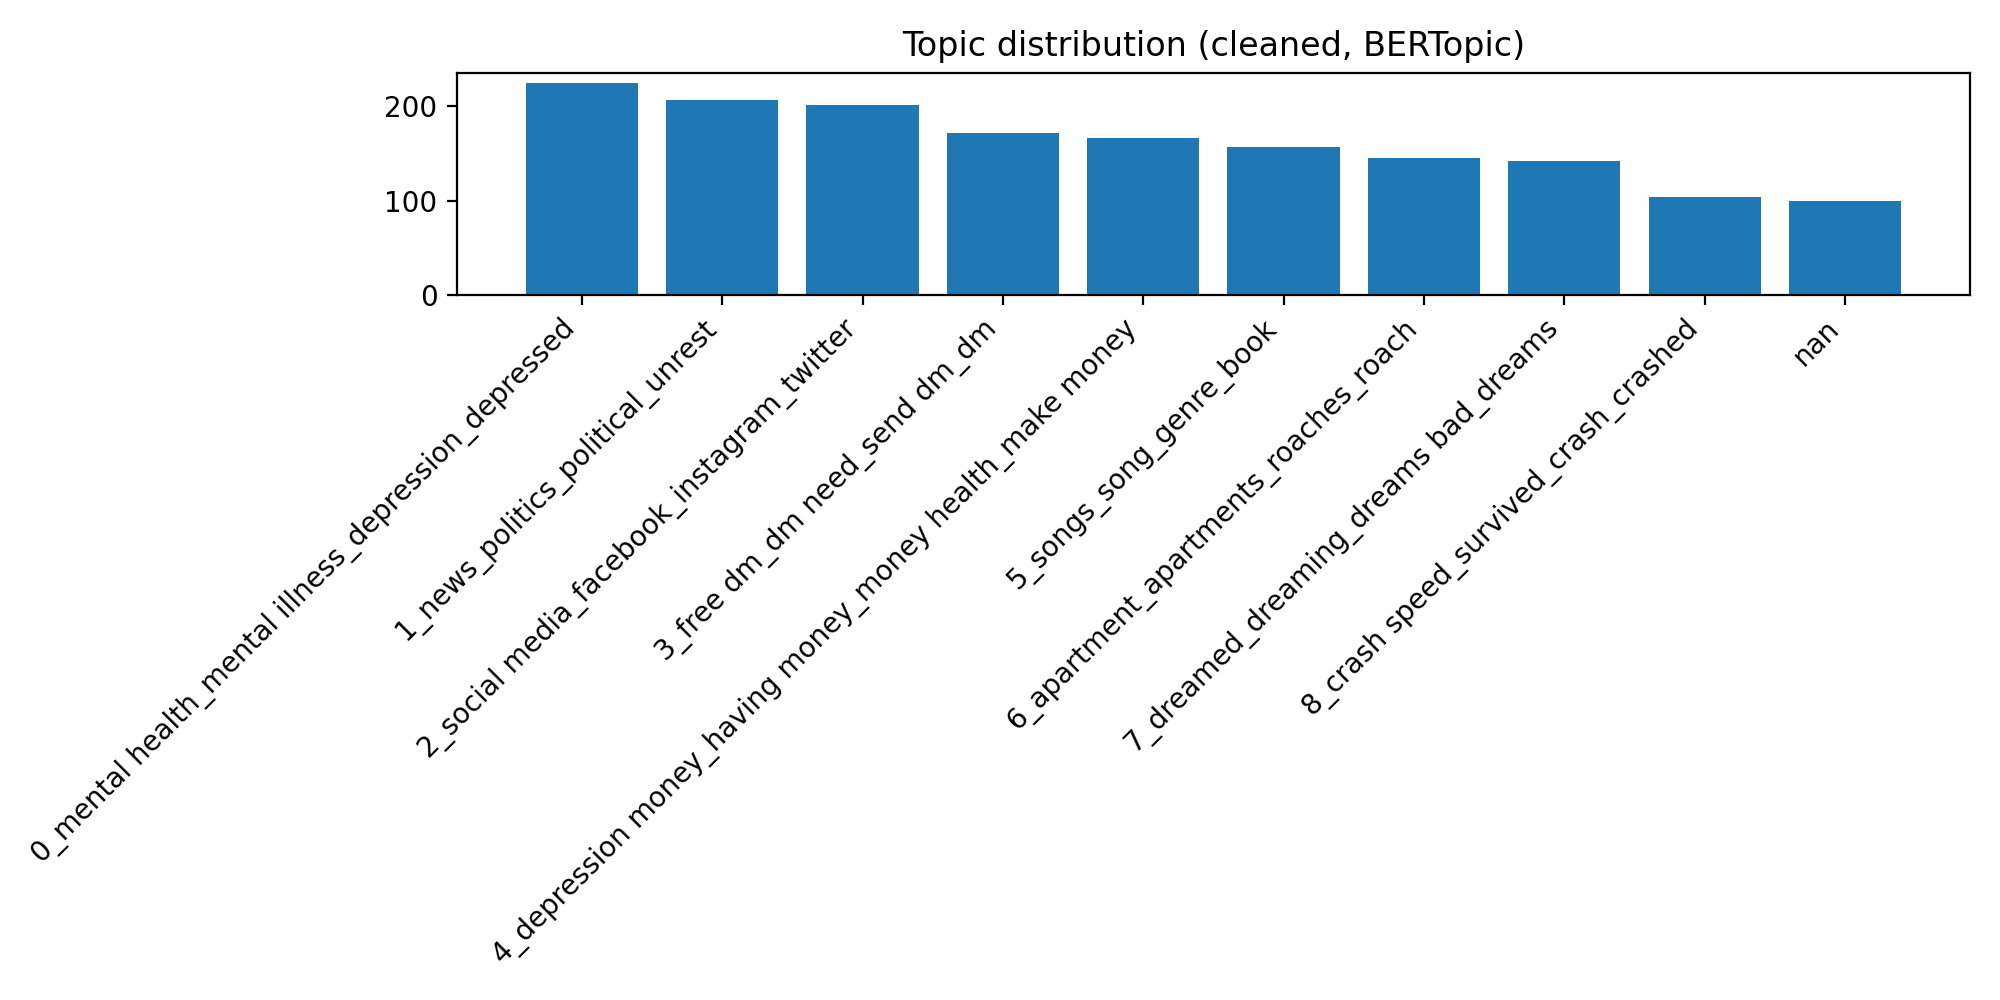 Topic distribution (cleaned, BERTopic)
200
100
0
0_mental health_mental illness_depression_depressed
1_news_politics_political_unrest
2_social media_facebook_instagram_twitter
3_free dm_dm need_send dm_dm
4_depression money_having money_money health_make money
5_songs_song_genre_book
6_apartment_apartments_roaches_roach
7_dreamed_dreaming_dreams bad_dreams
8_crash speed_survived_crash_crashed
nan